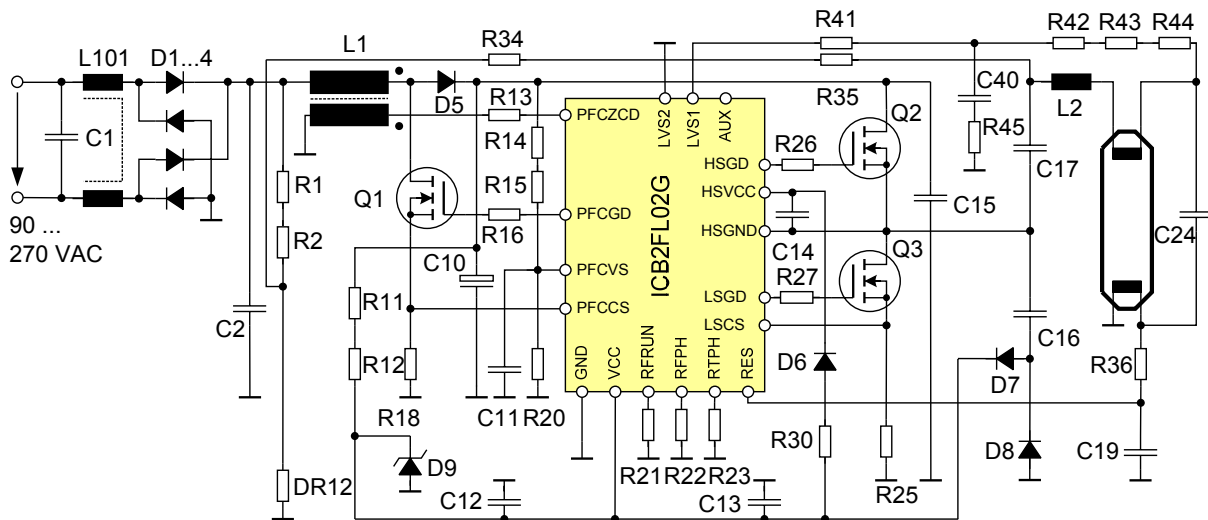 R41
R42 R43 R44
L1
R34
L101 D1...4
D5
R13
C40
R35
L2
PFCZCD
LVS2
LVS1
AUX
Q2
C1
R14
R45
R26
HSGD
C17
R1
R15
Q1
HSVCC
PFCGD
C15
90 ...
270 VAC
R2
R16
ICB2FL02G
HSGND
C14
C24
C10
Q3
PFCVS
R27
R11
LSGD
C2
PFCCS
LSCS
C16
R12
GND
VCC
RFRUN
RFPH
RTPH
RES
D6
D7
R36
R18
C11 R20
R30
D8
C19
D9
R21 R22 R23
R25
DR12
C12
C13